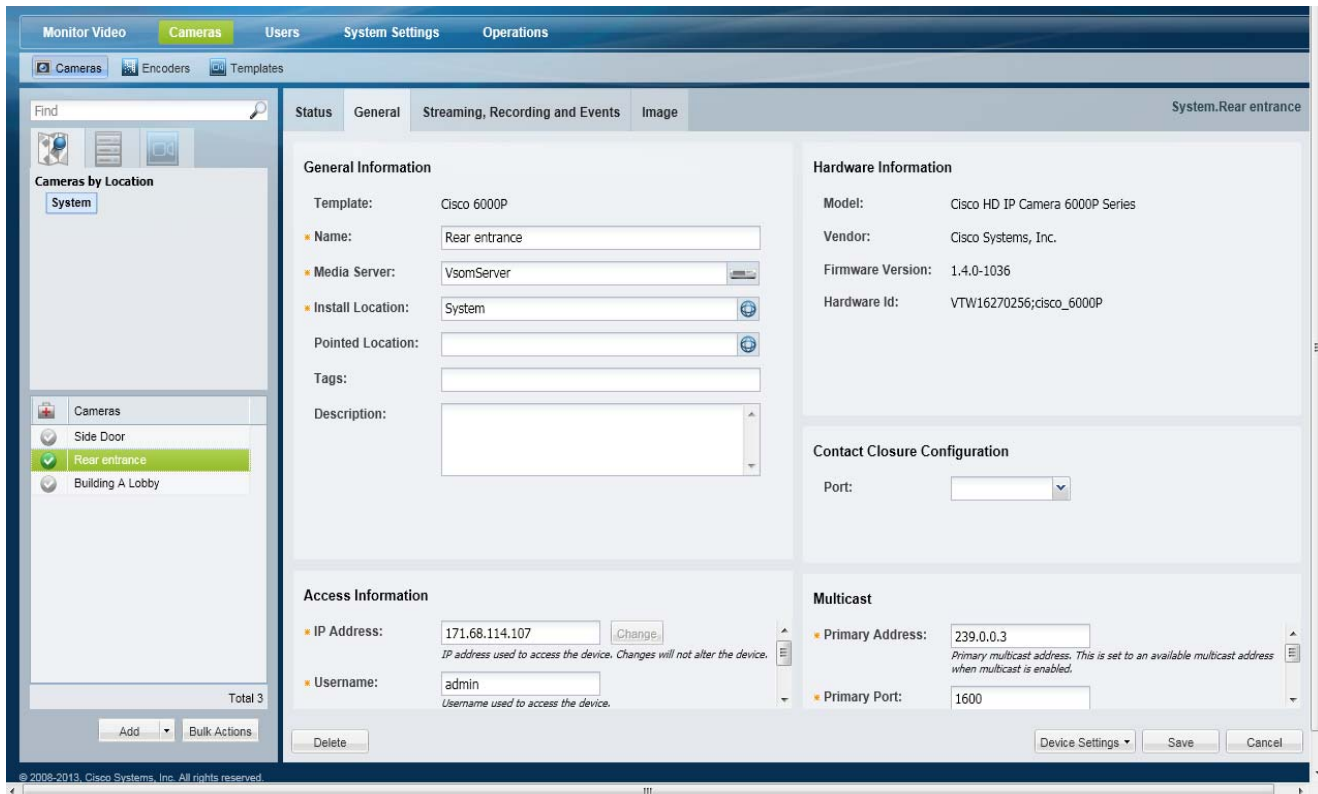 Monitor Video Cameras Users System Settings Operations
Cameras Encoders Templates
Find
Cameras by Location
System
Cameras
Side Door
Rear entrance
Building A Lobby
Total 3
Add Bulk Actions
Status General Streaming, Recording and Events Image
System.Rear entrance
General Information
Template: Cisco 6000P
* Name: Rear entrance
* Media Server: VsomServer
* Install Location: System
Pointed Location:
Tags:
Description:
Hardware Information
Model: Cisco HD IP Camera 6000P Series
Vendor: Cisco Systems, Inc.
Firmware Version: 1.4.0-1036
Hardware Id: VTW16270256;cisco_6000P
Contact Closure Configuration
Port:
Access Information
* IP Address: 171.68.114.107 Change
IP address used to access the device. Changes will not alter the device.
* Username: admin
Username used to access the device.
Multicast
* Primary Address: 239.0.0.3
Primary multicast address. This is set to an available multicast address
when multicast is enabled.
* Primary Port: 1600
Delete
Device Settings Save Cancel
© 2008-2013, Cisco Systems, Inc. All rights reserved.